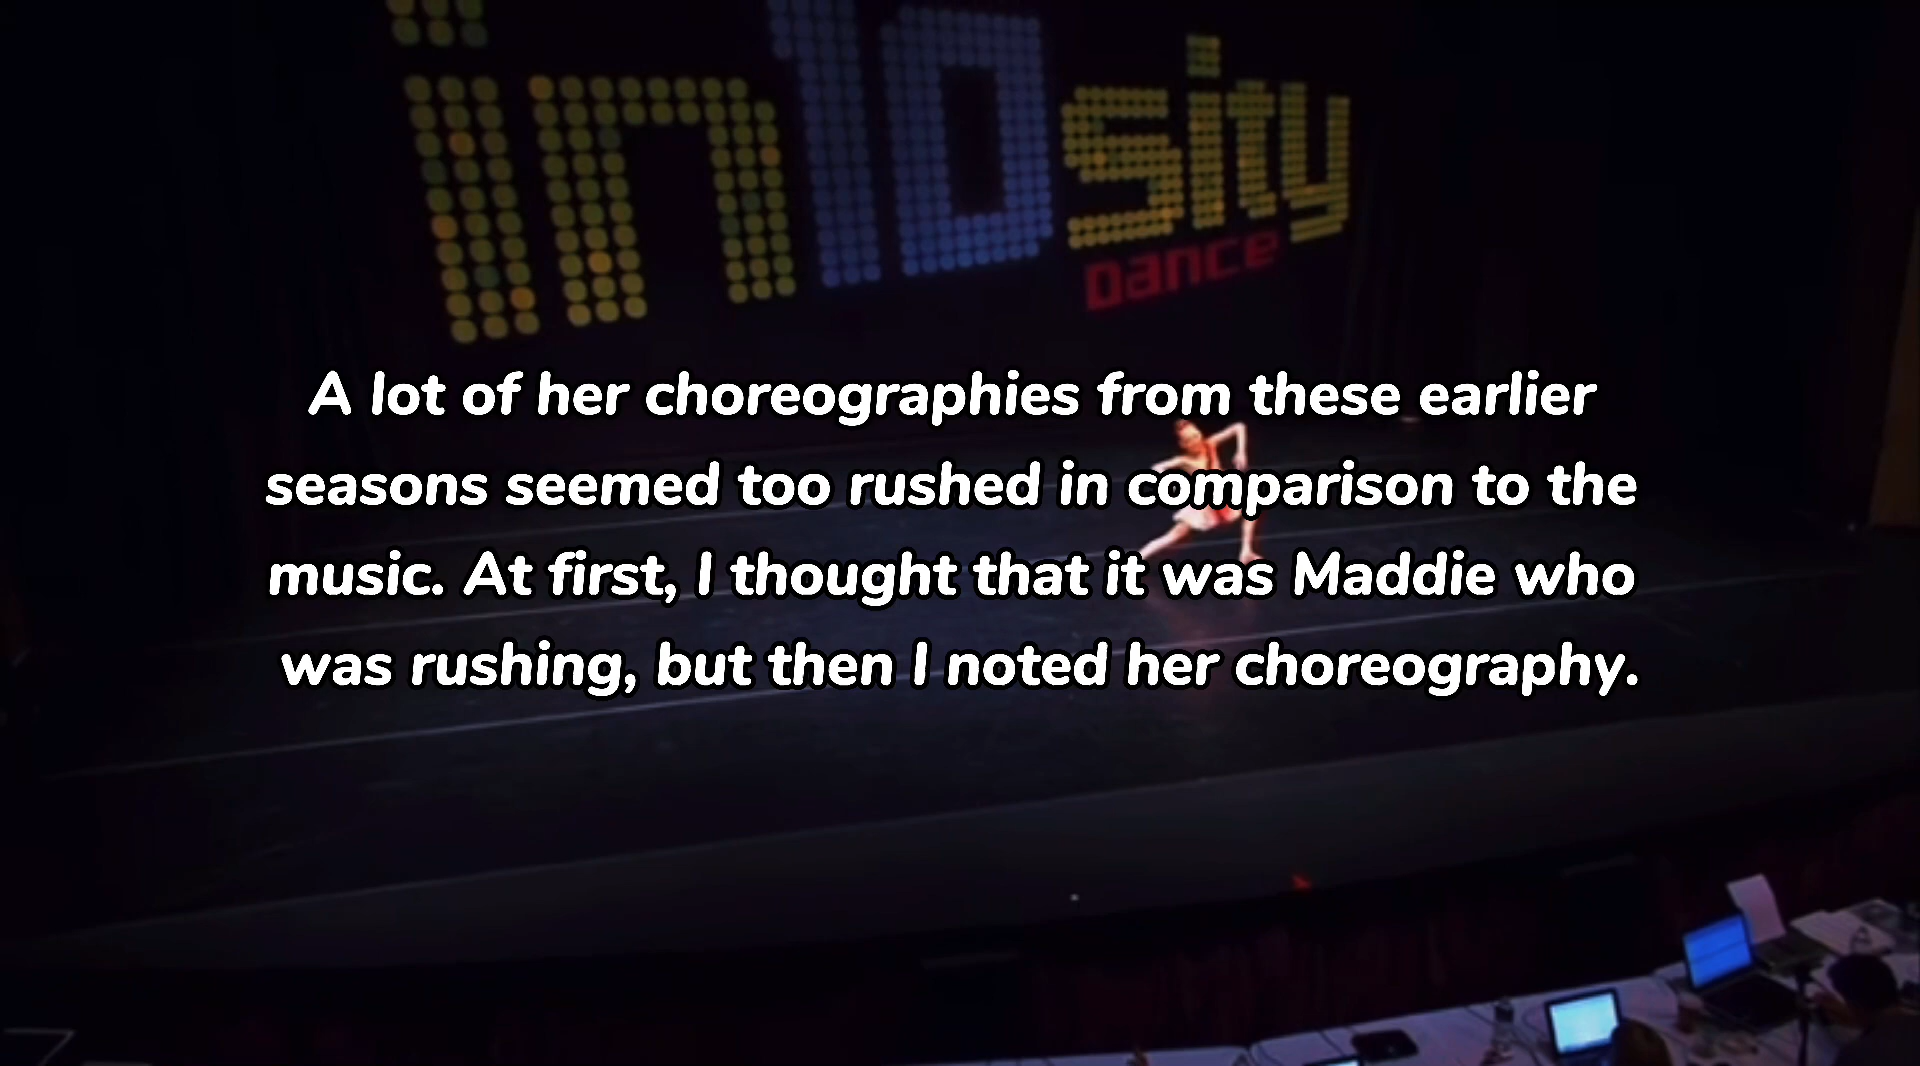 in10sity
Dance
A lot of her choreographies from these earlier
seasons seemed too rushed in comparison to the
music. At first, I thought that it was Maddie who
was rushing, but then I noted her choreography.